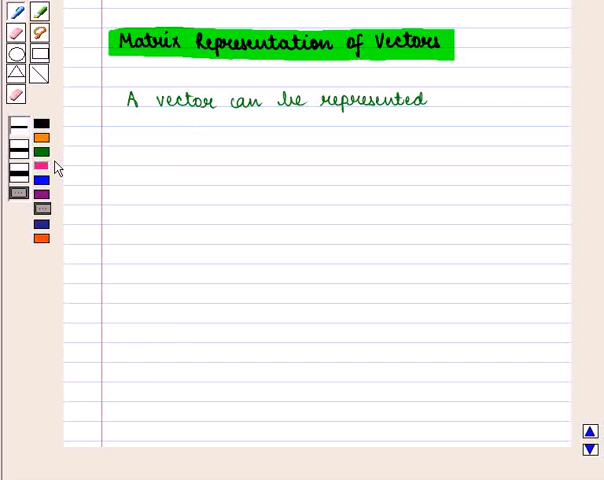 Matrix Representation of Vectors
A vector can be represented